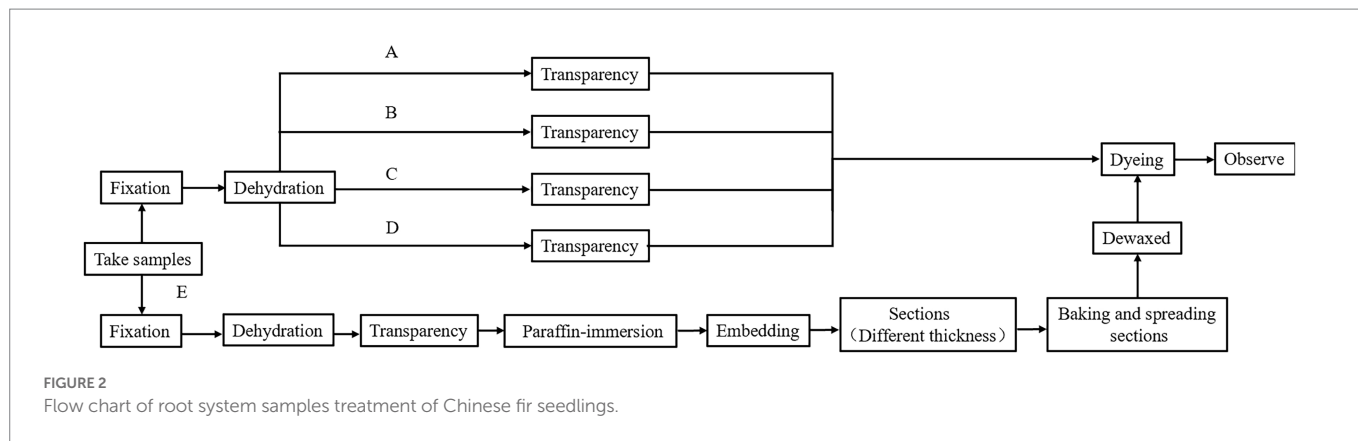 A
Transparency
B
Transparency
Dyeing
Observe
Fixation
Dehydration
C
Transparency
D
Transparency
Dewaxed
Take samples
E
Fixation
Dehydration
Transparency
Paraffin-immersion
Embedding
Sections
（Different thickness）
Baking and spreading
sections
FIGURE 2
Flow chart of root system samples treatment of Chinese fir seedlings.